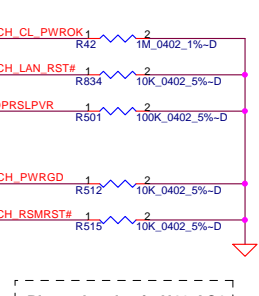 CH_CL_PWROK 1 2
R42 1M_0402_1%~D
CH_LAN_RST# 1 2
R834 10K_0402_5%~D
DPRSLPVR 1 2
R501 100K_0402_5%~D
CH_PWRGD 1 2
R512 10K_0402_5%~D
CH_RSMRST# 1 2
R515 10K_0402_5%~D